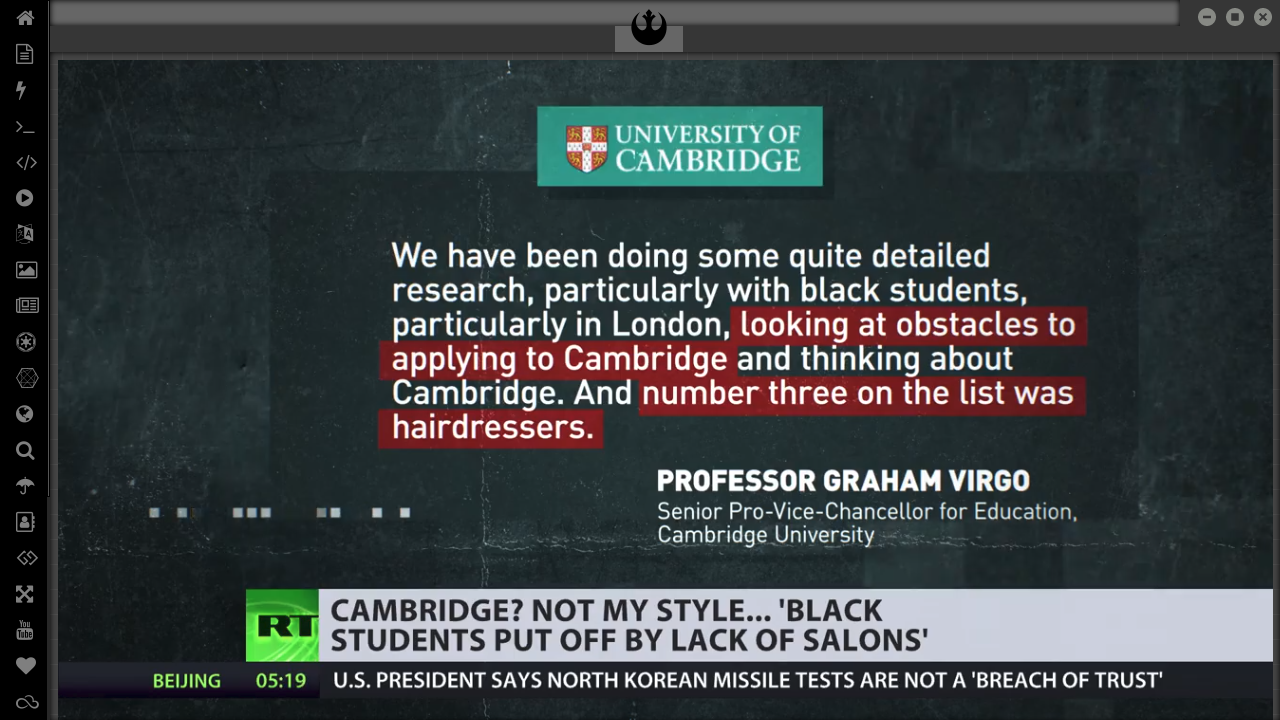 UNIVERSITY OF
CAMBRIDGE
We have been doing some quite detailed
research, particularly with black students,
particularly in London, looking at obstacles to
applying to Cambridge and thinking about
Cambridge. And number three on the list was
hairdressers.
PROFESSOR GRAHAM VIRGO
Senior Pro-Vice-Chancellor for Education,
Cambridge University
RT
CAMBRIDGE? NOT MY STYLE... 'BLACK
STUDENTS PUT OFF BY LACK OF SALONS'
BEIJING 05:19 U.S. PRESIDENT SAYS NORTH KOREAN MISSILE TESTS ARE NOT A 'BREACH OF TRUST'
You
Tube